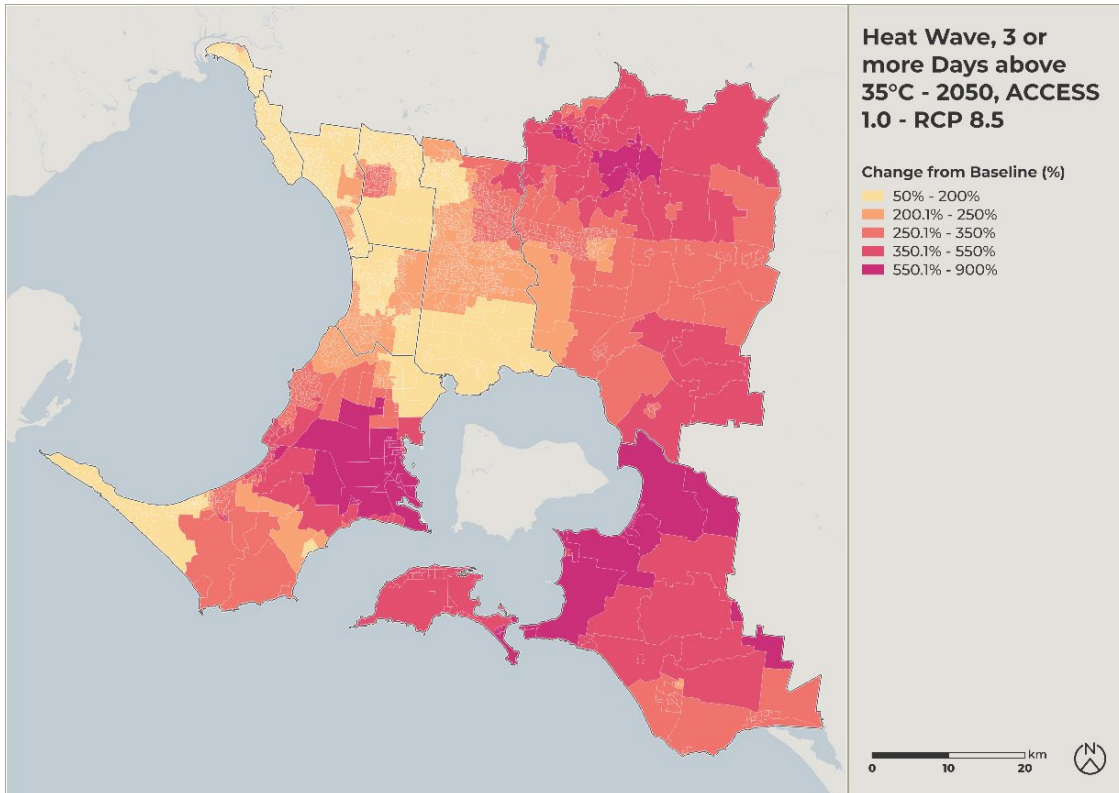 Heat Wave, 3 or
more Days above
35°C - 2050, ACCESS
1.0 - RCP 8.5
Change from Baseline (%)
50% - 200%
200.1% - 250%
250.1% - 350%
350.1% - 550%
550.1% - 900%
km
0 10 20
N